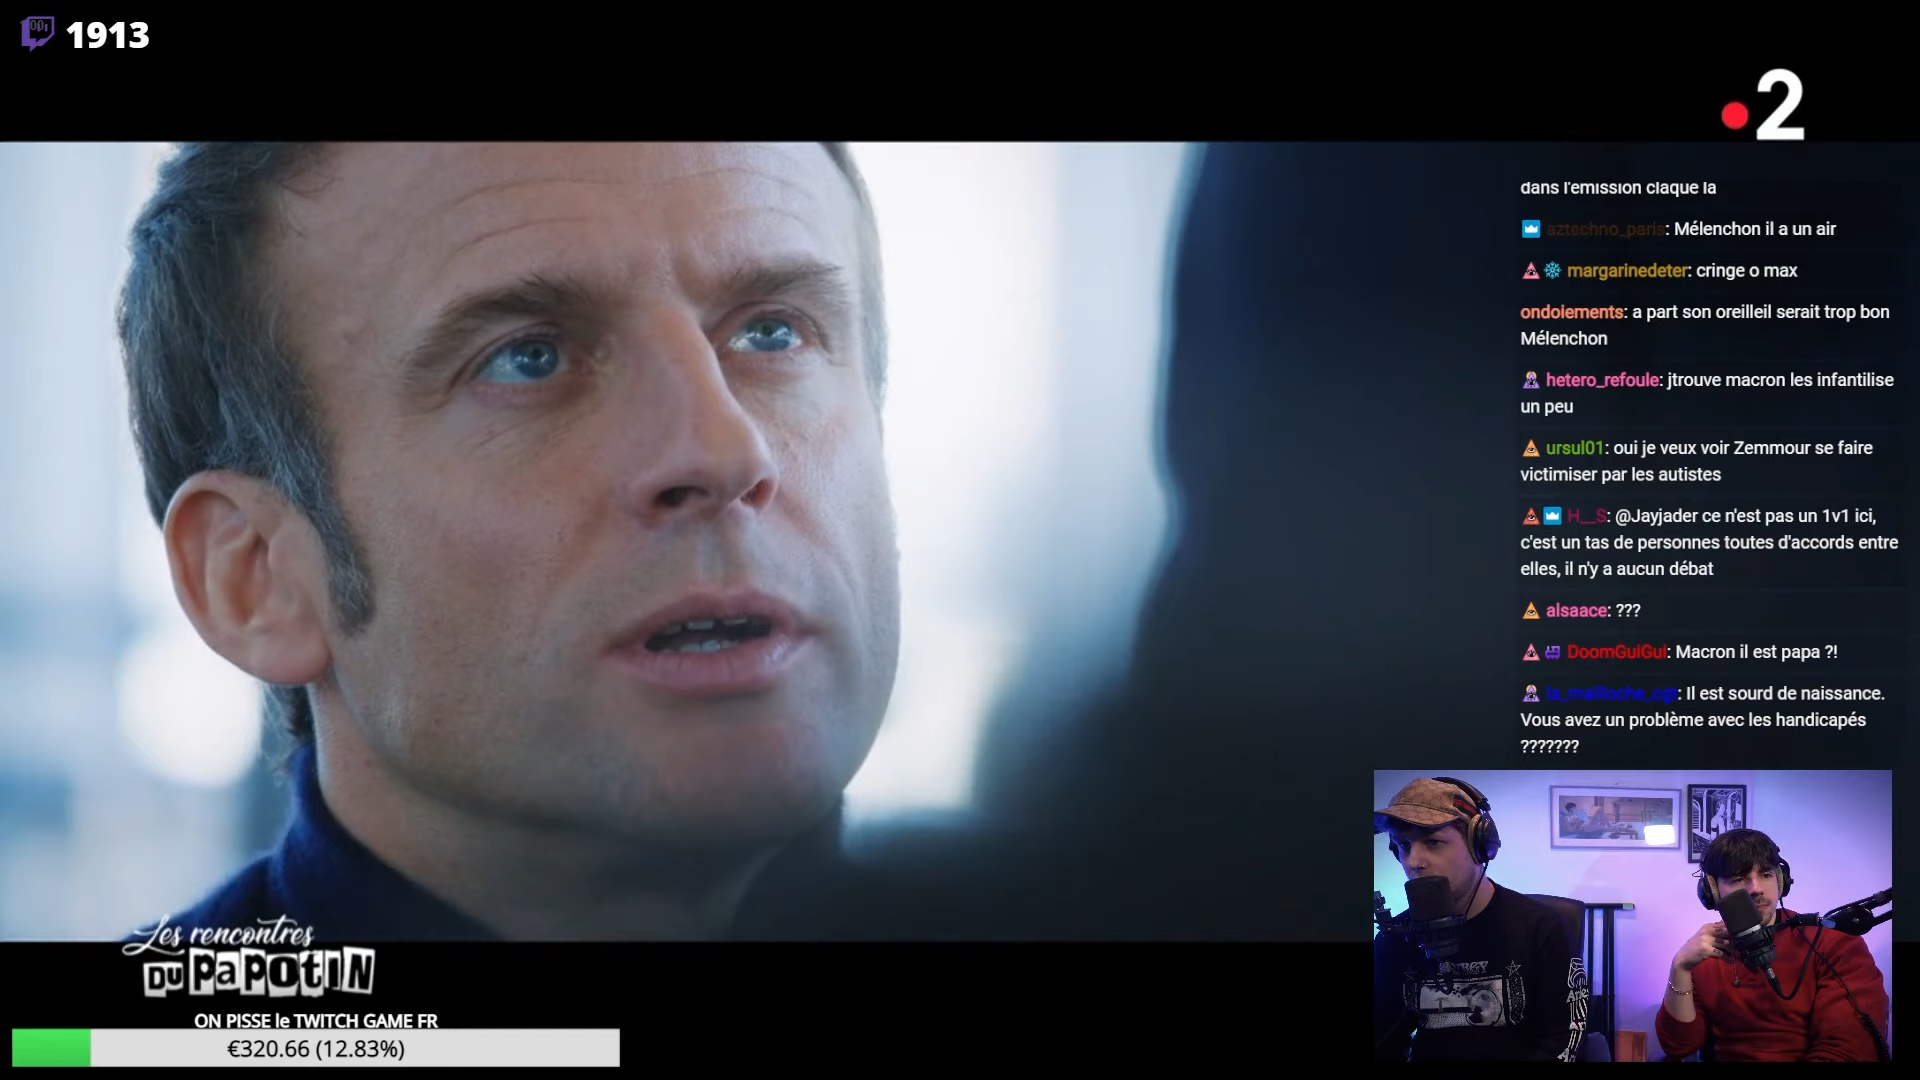 1913
2
dans l'emission claque la
aztechno_paris: Mélenchon il a un air
margarinedeter: cringe o max
ondoiements: a part son oreilleil serait trop bon
Mélenchon
hetero_refoule: jtrouve macron les infantilise
un peu
ursul01: oui je veux voir Zemmour se faire
victimiser par les autistes
H__S: @Jayjader ce n'est pas un 1v1 ici,
c'est un tas de personnes toutes d'accords entre
elles, il n'y a aucun débat
alsaace: ???
DoomGuiGui: Macron il est papa ?!
la_mailloche_cgt: Il est sourd de naissance.
Vous avez un problème avec les handicapés
???????
Les rencontres
DU PAPOTIN
ON PISSE le TWITCH GAME FR
€320.66 (12.83%)